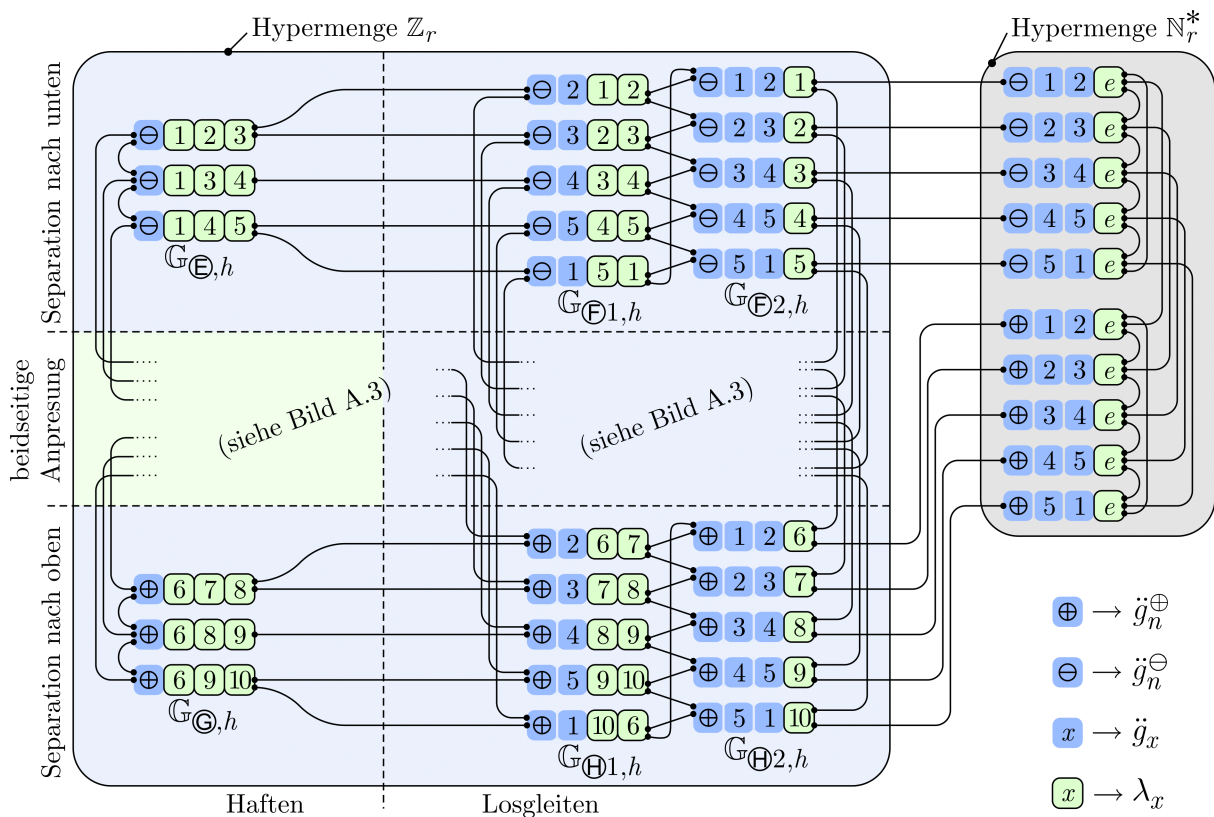 Hypermenge ℤ_r
Hypermenge ℕ_r^*
Separation nach unten
beidseitige
Anpresung
Separation nach oben
⊖ 1 2 3
⊖ 1 3 4
⊖ 1 4 5
𝔾_Ⓔ,h
⊖ 2 1 2
⊖ 3 2 3
⊖ 4 3 4
⊖ 5 4 5
⊖ 1 5 1
𝔾_Ⓕ1,h
⊖ 1 2 1
⊖ 2 3 2
⊖ 3 4 3
⊖ 4 5 4
⊖ 5 1 5
𝔾_Ⓕ2,h
⊖ 1 2 e
⊖ 2 3 e
⊖ 3 4 e
⊖ 4 5 e
⊖ 5 1 e
⊕ 1 2 e
⊕ 2 3 e
⊕ 3 4 e
⊕ 4 5 e
⊕ 5 1 e
(siehe Bild A.3)
(siehe Bild A.3)
⊕ 6 7 8
⊕ 6 8 9
⊕ 6 9 10
𝔾_Ⓖ,h
⊕ 2 6 7
⊕ 3 7 8
⊕ 4 8 9
⊕ 5 9 10
⊕ 1 10 6
𝔾_Ⓗ1,h
⊕ 1 2 6
⊕ 2 3 7
⊕ 3 4 8
⊕ 4 5 9
⊕ 5 1 10
𝔾_Ⓗ2,h
⊕ → g̈_n^⊕
⊖ → g̈_n^⊖
x → g̈_x
x → λ_x
Haften
Losgleiten